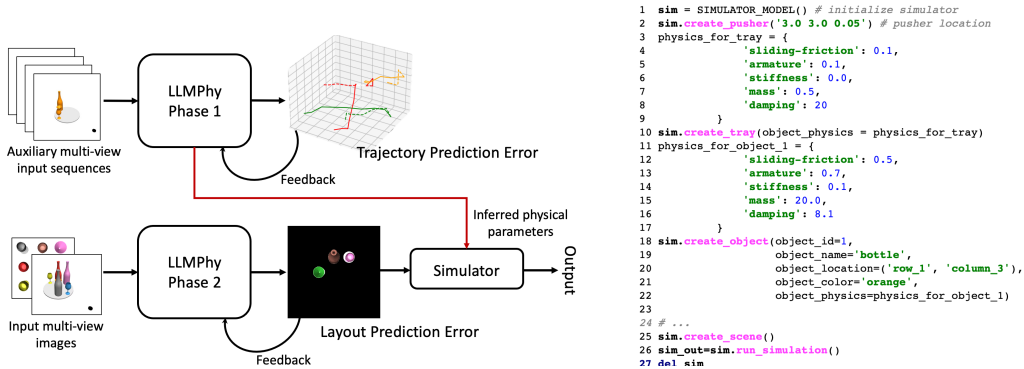 LLMPhy
Phase 1
Auxiliary multi-view
input sequences
Trajectory Prediction Error
Feedback
Inferred physical
parameters
LLMPhy
Phase 2
Simulator
Output
Input multi-view
images
Layout Prediction Error
Feedback
1 sim = SIMULATOR_MODEL() # initialize simulator
2 sim.create_pusher('3.0 3.0 0.05') # pusher location
3 physics_for_tray = {
4 'sliding-friction': 0.1,
5 'armature': 0.1,
6 'stiffness': 0.0,
7 'mass': 0.5,
8 'damping': 20
9 }
10 sim.create_tray(object_physics = physics_for_tray)
11 physics_for_object_1 = {
12 'sliding-friction': 0.5,
13 'armature': 0.7,
14 'stiffness': 0.1,
15 'mass': 20.0,
16 'damping': 8.1
17 }
18 sim.create_object(object_id=1,
19 object_name='bottle',
20 object_location=('row_1', 'column_3'),
21 object_color='orange',
22 object_physics=physics_for_object_1)
23
24 # ...
25 sim.create_scene()
26 sim_out=sim.run_simulation()
27 del sim